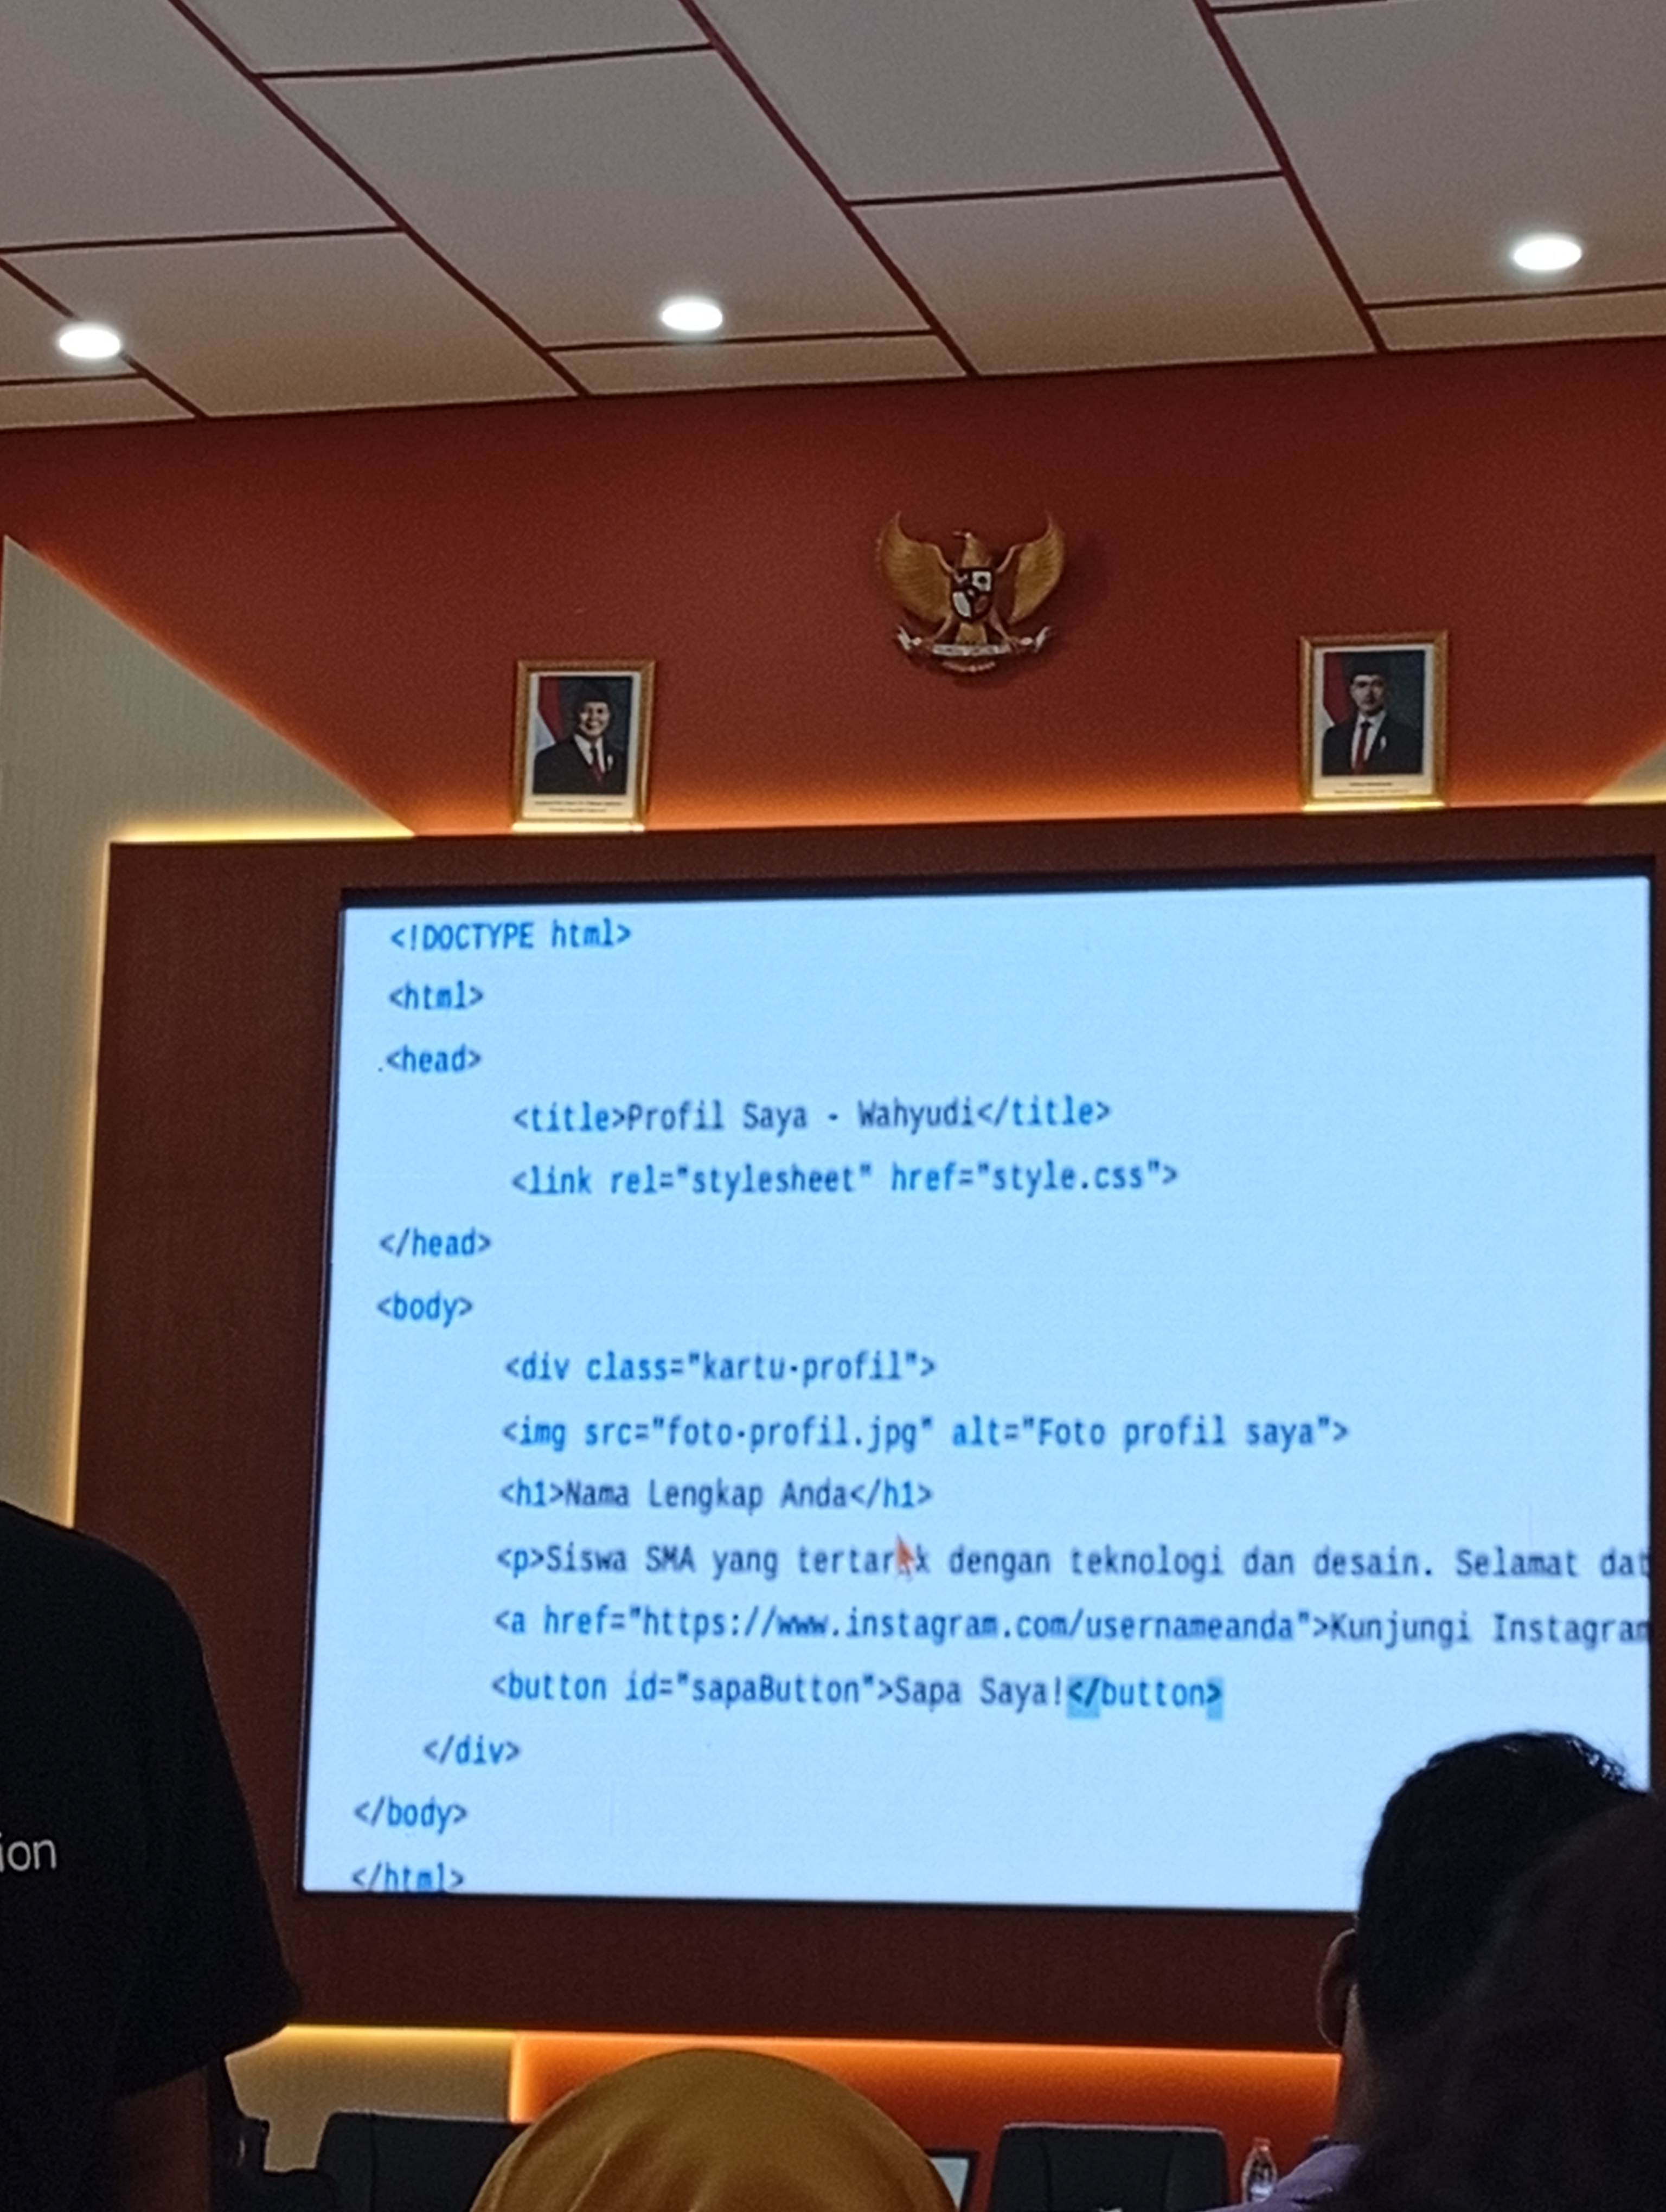 <!DOCTYPE html>
<html>
.<head>
<title>Profil Saya - Wahyudi</title>
<link rel="stylesheet" href="style.css">
</head>
<body>
<div class="kartu-profil">
<img src="foto-profil.jpg" alt="Foto profil saya">
<h1>Nama Lengkap Anda</h1>
<p>Siswa SMA yang tertarik dengan teknologi dan desain. Selamat dat
<a href="https://www.instagram.com/usernameanda">Kunjungi Instagram
<button id="sapaButton">Sapa Saya!</button>
</div>
</body>
</html>
ion